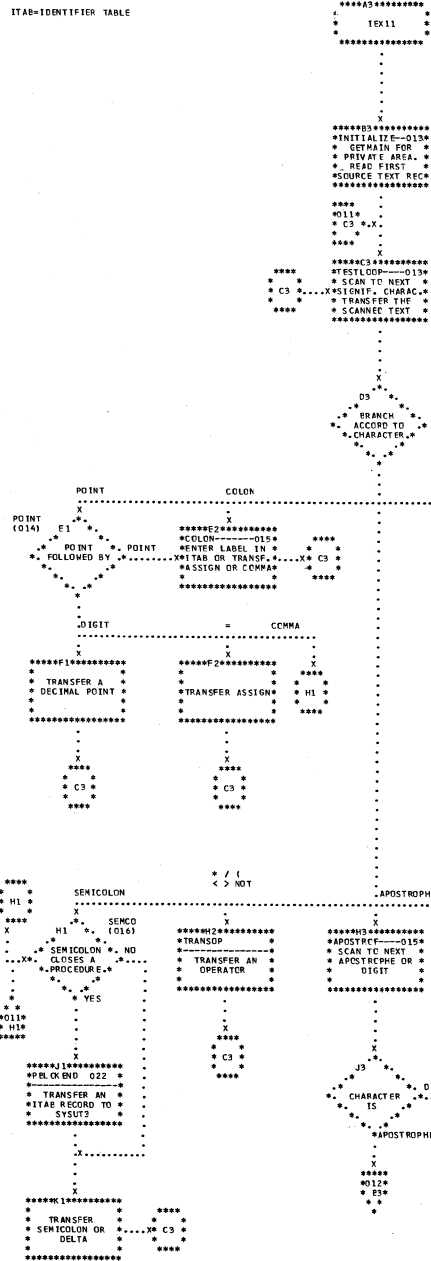 ITAB=IDENTIFIER TABLE
****A3*********
TEX11
*****B3**********
*INITIALIZE--013*
* GETMAIN FOR *
* PRIVATE AREA. *
* READ FIRST *
*SOURCE TEXT REC*
*011*
* C3 *.X.
*****C3**********
*TESTLOOP----013*
* SCAN TO NEXT *
* C3 *....X*SIGNIF. CHARAC.*
* TRANSFER THE *
* SCANNED TEXT *
D3
BRANCH
ACCORD TO
CHARACTER
POINT COLON
POINT
(014) E1
POINT
FOLLOWED BY
POINT
*****E2**********
*COLON-------015*
*ENTER LABEL IN *
*ITAB OR TRANSF.*....X* C3 *
*ASSIGN OR COMMA*
DIGIT = COMMA
*****F1**********
* TRANSFER A *
* DECIMAL POINT *
*****F2**********
*TRANSFER ASSIGN*
* H1 *
* C3 *
* C3 *
* / (
< > NOT
SEMICOLON
APOSTROPH
* H1 *
H1
SEMCO
(016)
SEMICOLON
CLOSES A
PROCEDURE
NO
YES
*011*
* H1*
*****H2**********
*TRANSOP
* TRANSFER AN *
* OPERATOR *
* C3 *
*****H3**********
*APOSTROF----015*
* SCAN TO NEXT *
* APOSTROPHE OR *
* DIGIT *
J3
CHARACTER
IS
D
*APOSTROPH
*012*
* E3*
*****J1**********
*PBLCKEND 022 *
* TRANSFER AN *
*ITAB RECORD TO *
* SYSUT3 *
*****K1**********
* TRANSFER *
* SEMICOLON OR *....X* C3 *
* DELTA *